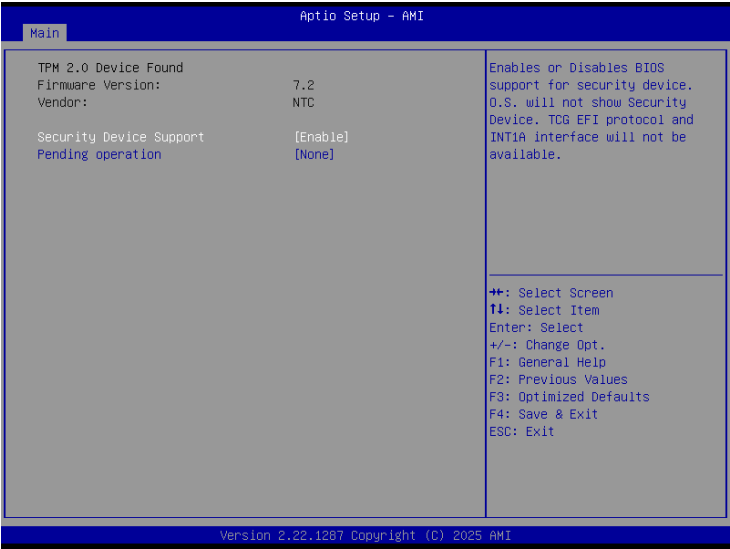 Aptio Setup – AMI
Main
TPM 2.0 Device Found
Firmware Version: 7.2
Vendor: NTC
Security Device Support [Enable]
Pending operation [None]
Enables or Disables BIOS
support for security device.
O.S. will not show Security
Device. TCG EFI protocol and
INT1A interface will not be
available.
→←: Select Screen
↑↓: Select Item
Enter: Select
+/-: Change Opt.
F1: General Help
F2: Previous Values
F3: Optimized Defaults
F4: Save & Exit
ESC: Exit
Version 2.22.1287 Copyright (C) 2025 AMI